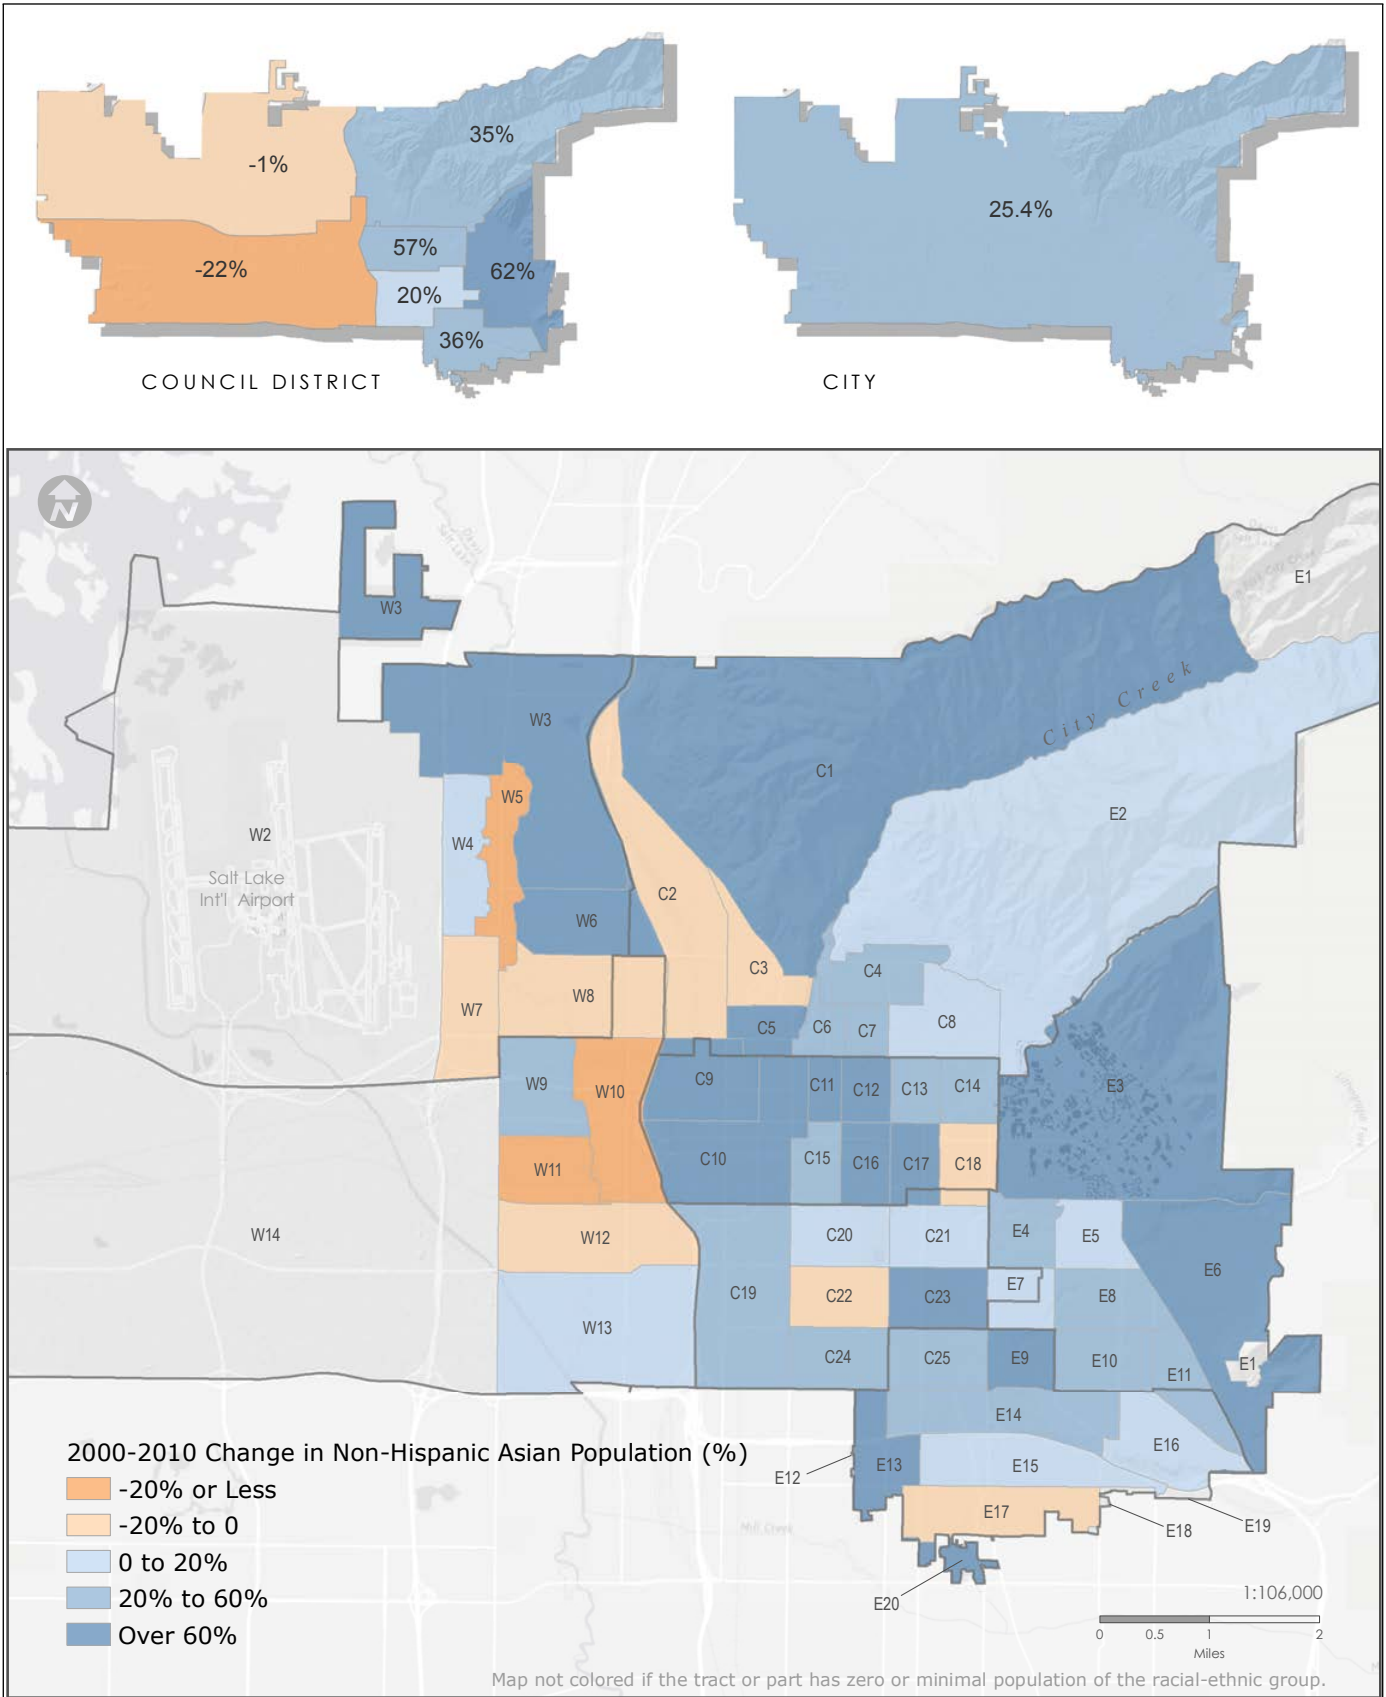 35%
-1%
57%
-22%
62%
20%
36%
COUNCIL DISTRICT
25.4%
CITY
N
E1
W3
City Creek
W3
C1
E2
W5
W2
W4
Salt Lake
Int'l Airport
C2
W6
C3
C4
W8
W7
C5
C6
C7
C8
W9
W10
C9
C11
C12
C13
C14
E3
W11
C10
C15
C16
C17
C18
W14
W12
C20
C21
E4
E5
E6
C19
C22
C23
E7
E8
W13
C24
C25
E9
E10
E11
E1
E14
E16
E12
E13
E15
E17
E18
E19
E20
Mill Creek
2000-2010 Change in Non-Hispanic Asian Population (%)
-20% or Less
-20% to 0
0 to 20%
20% to 60%
Over 60%
1:106,000
0 0.5 1 2
Miles
Map not colored if the tract or part has zero or minimal population of the racial-ethnic group.